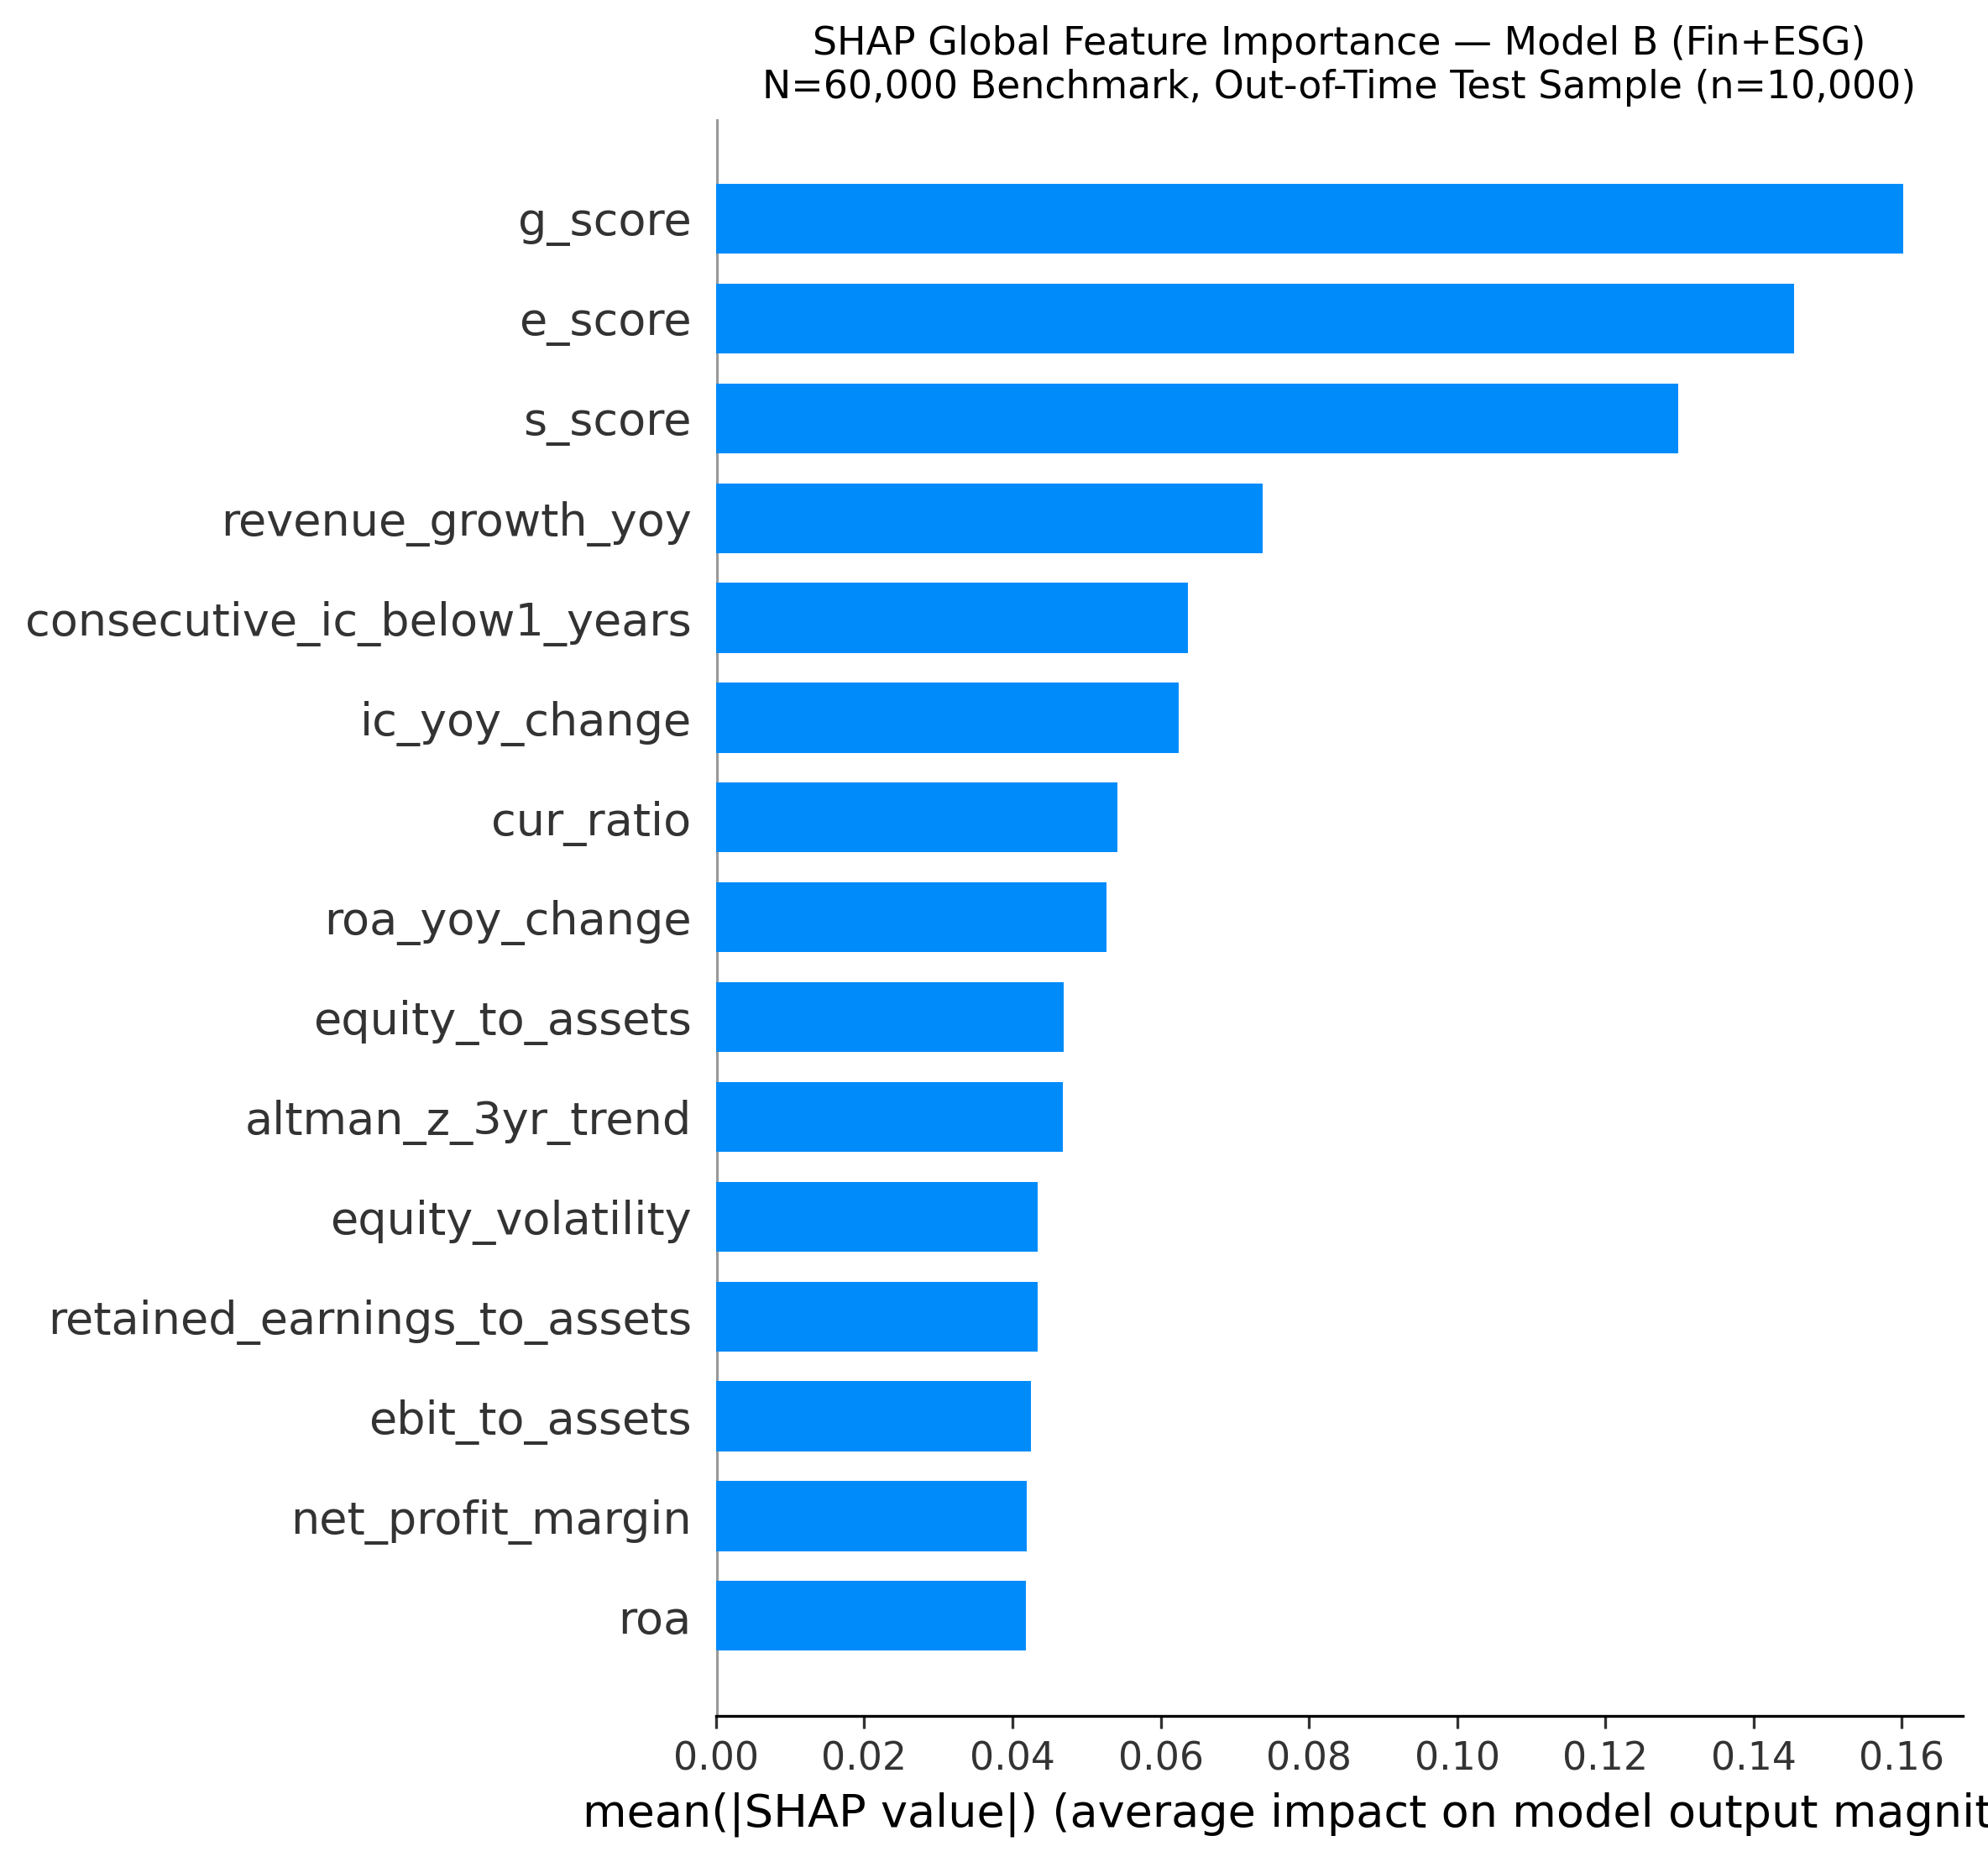 SHAP Global Feature Importance — Model B (Fin+ESG)
N=60,000 Benchmark, Out-of-Time Test Sample (n=10,000)
g_score
e_score
s_score
revenue_growth_yoy
consecutive_ic_below1_years
ic_yoy_change
cur_ratio
roa_yoy_change
equity_to_assets
altman_z_3yr_trend
equity_volatility
retained_earnings_to_assets
ebit_to_assets
net_profit_margin
roa
0.00 0.02 0.04 0.06 0.08 0.10 0.12 0.14 0.16
mean(|SHAP value|) (average impact on model output magnit